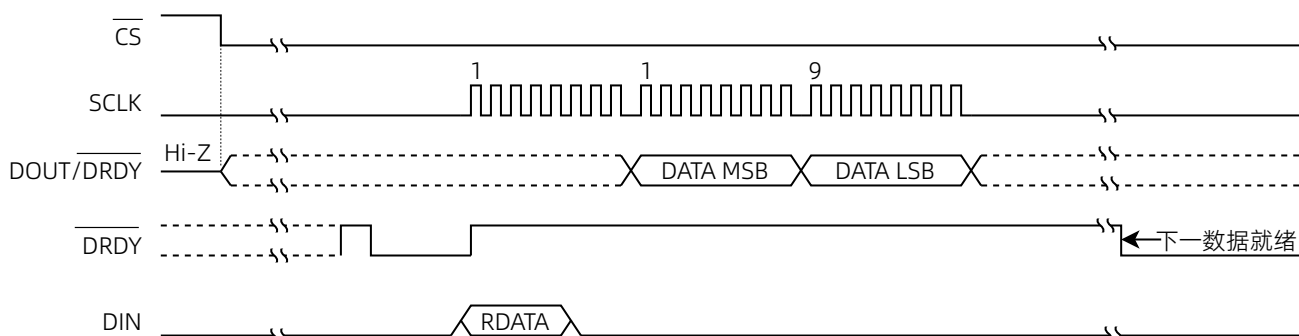 CS
1 1 9
SCLK
Hi-Z
DOUT/DRDY DATA MSB DATA LSB
DRDY 下一数据就绪
DIN RDATA